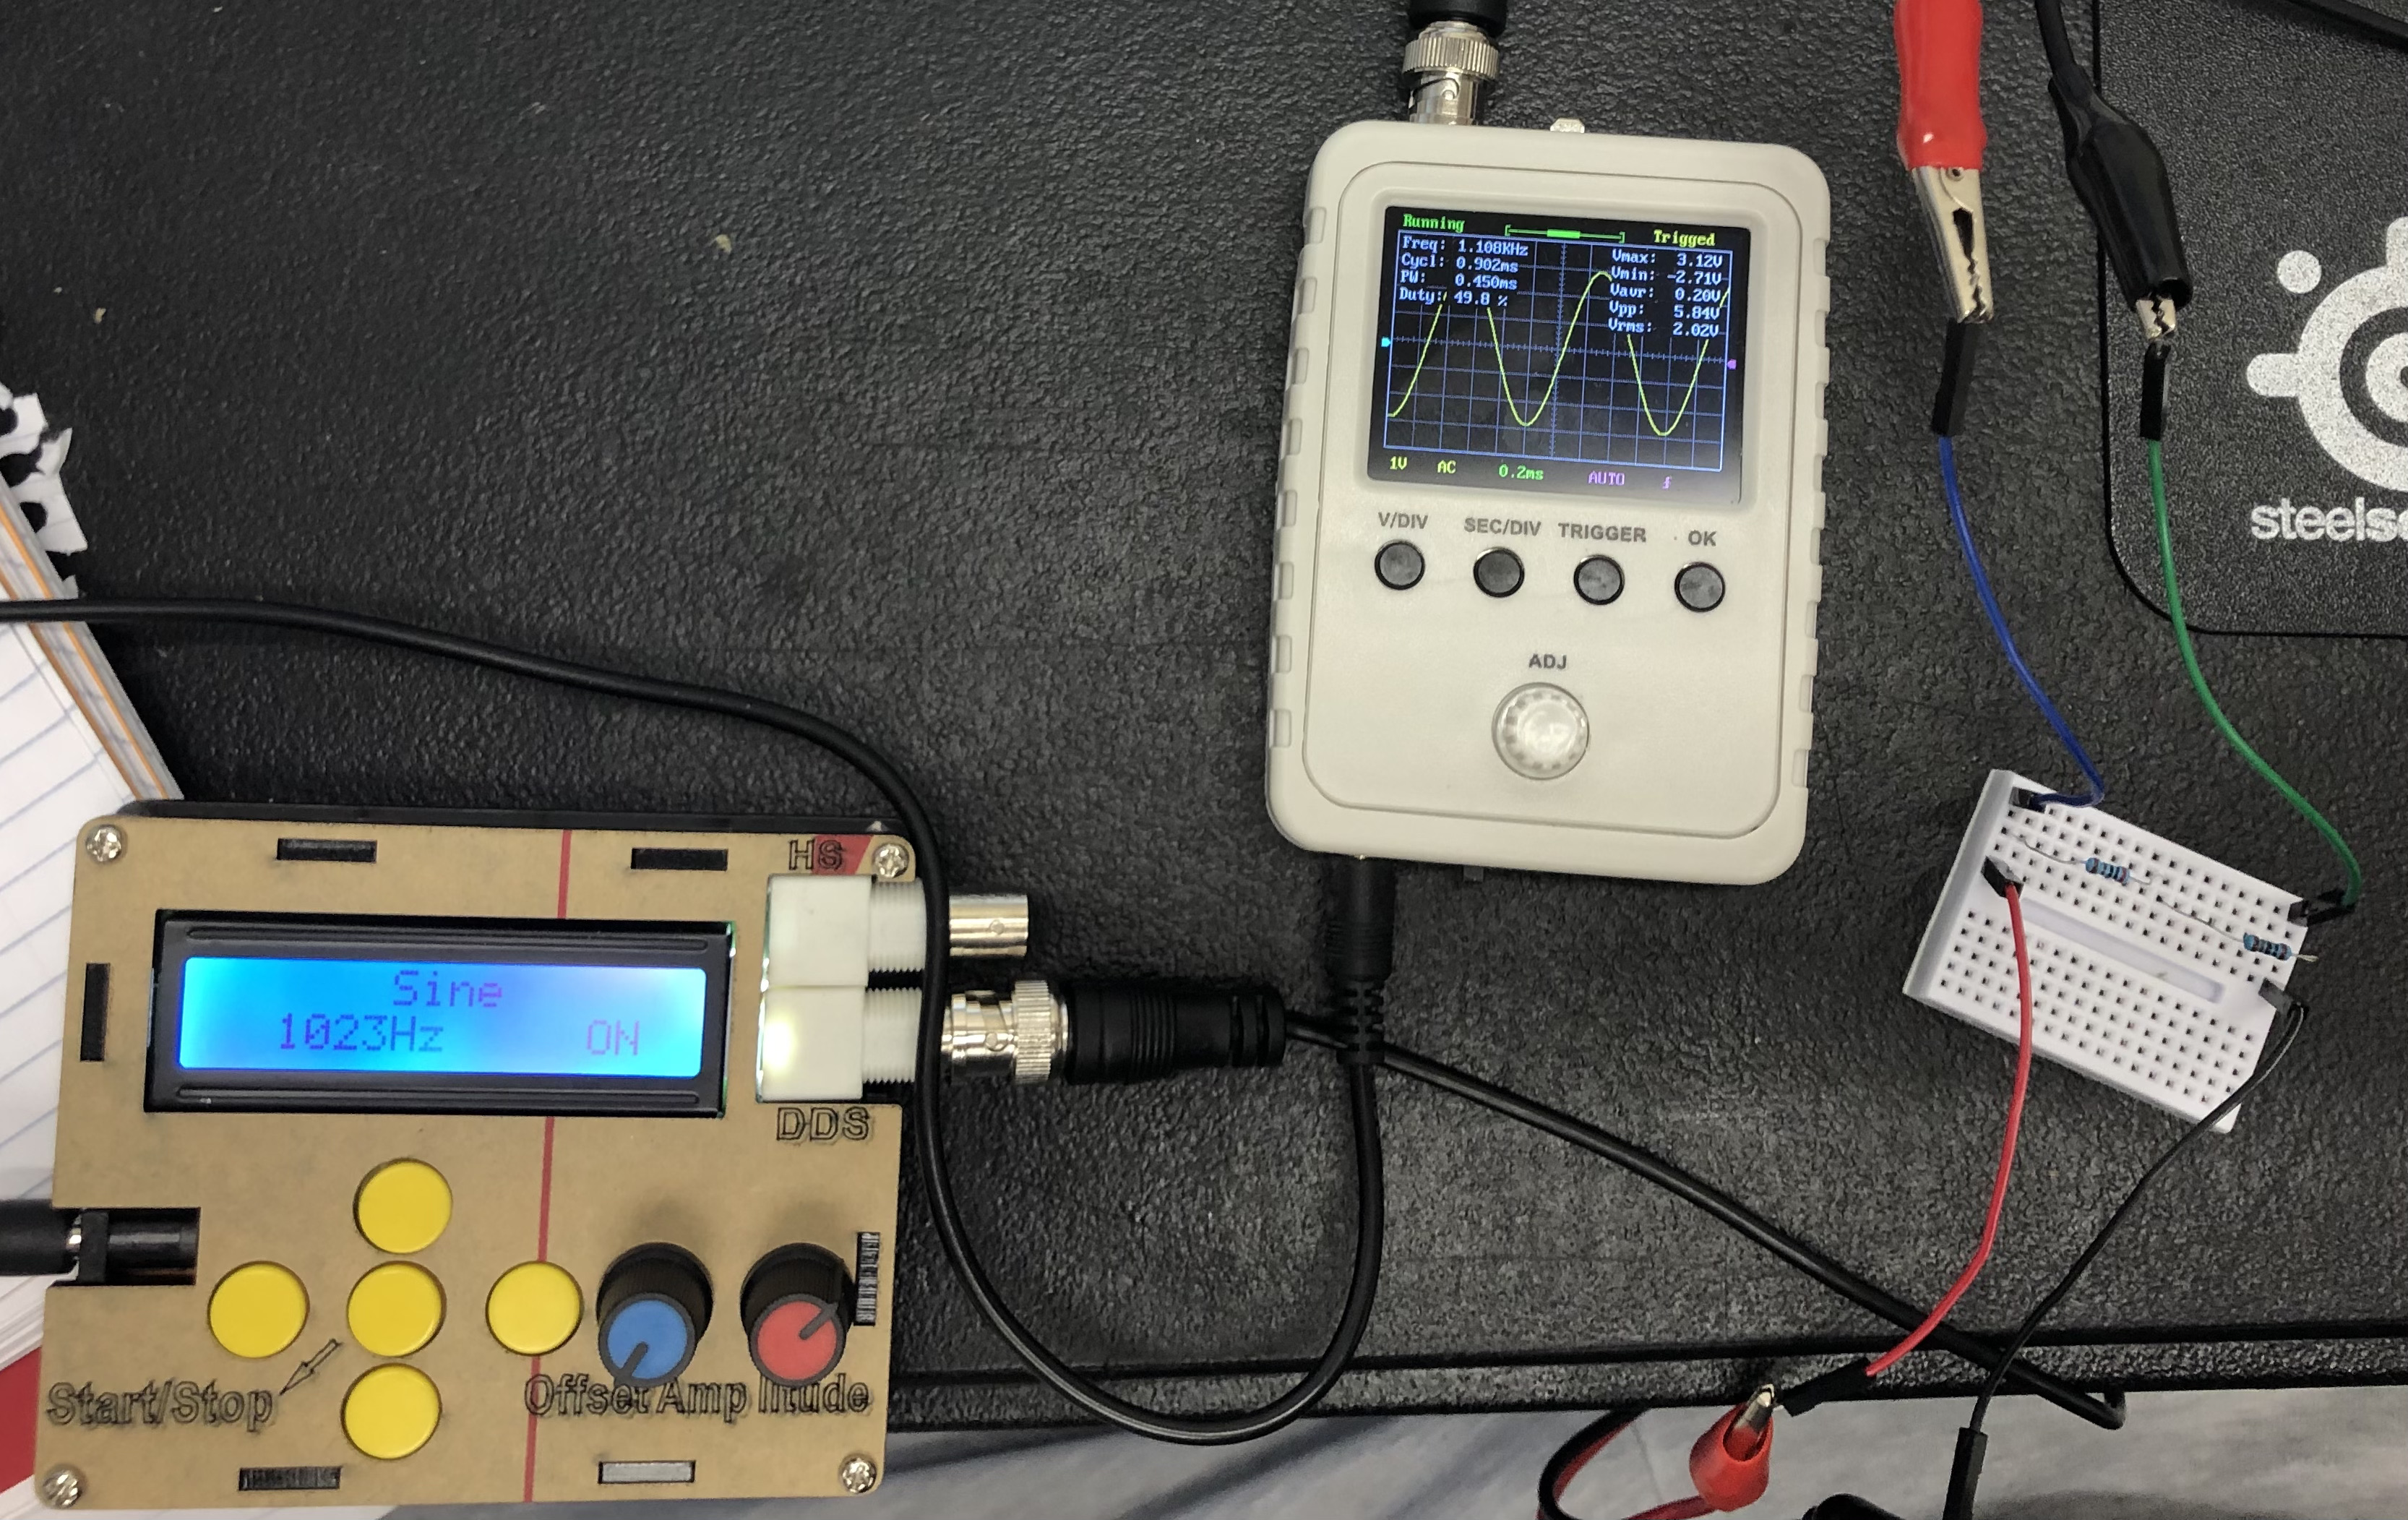 Running
Trigged
Freq: 1.108KHz
Cycl: 0.902ms
PW: 0.450ms
Duty: 49.8 %
Vmax: 3.12V
Vmin: -2.71V
Vavr: 0.20V
Vpp: 5.84V
Vrms: 2.02V
1V AC 0.2ms AUTO
V/DIV SEC/DIV TRIGGER OK
ADJ
steels
HS
Sine
1023Hz ON
DDS
Start/Stop
Offset Amplitude